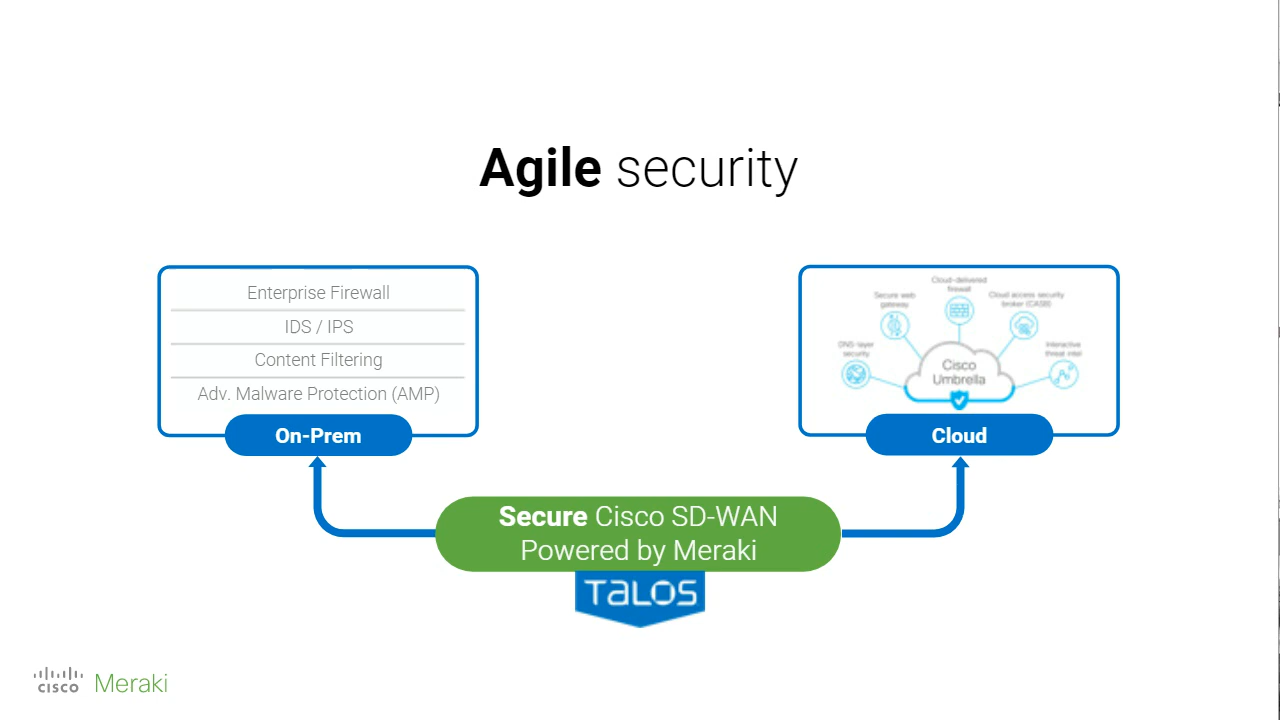 Agile security
Enterprise Firewall
IDS / IPS
Content Filtering
Adv. Malware Protection (AMP)
On-Prem
Cloud-delivered
firewall
Secure web
gateway
Cloud access security
broker (CASB)
DNS-layer
security
Interactive
threat intel
Cisco
Umbrella
Cloud
Secure Cisco SD-WAN
Powered by Meraki
TALOS
CISCO Meraki